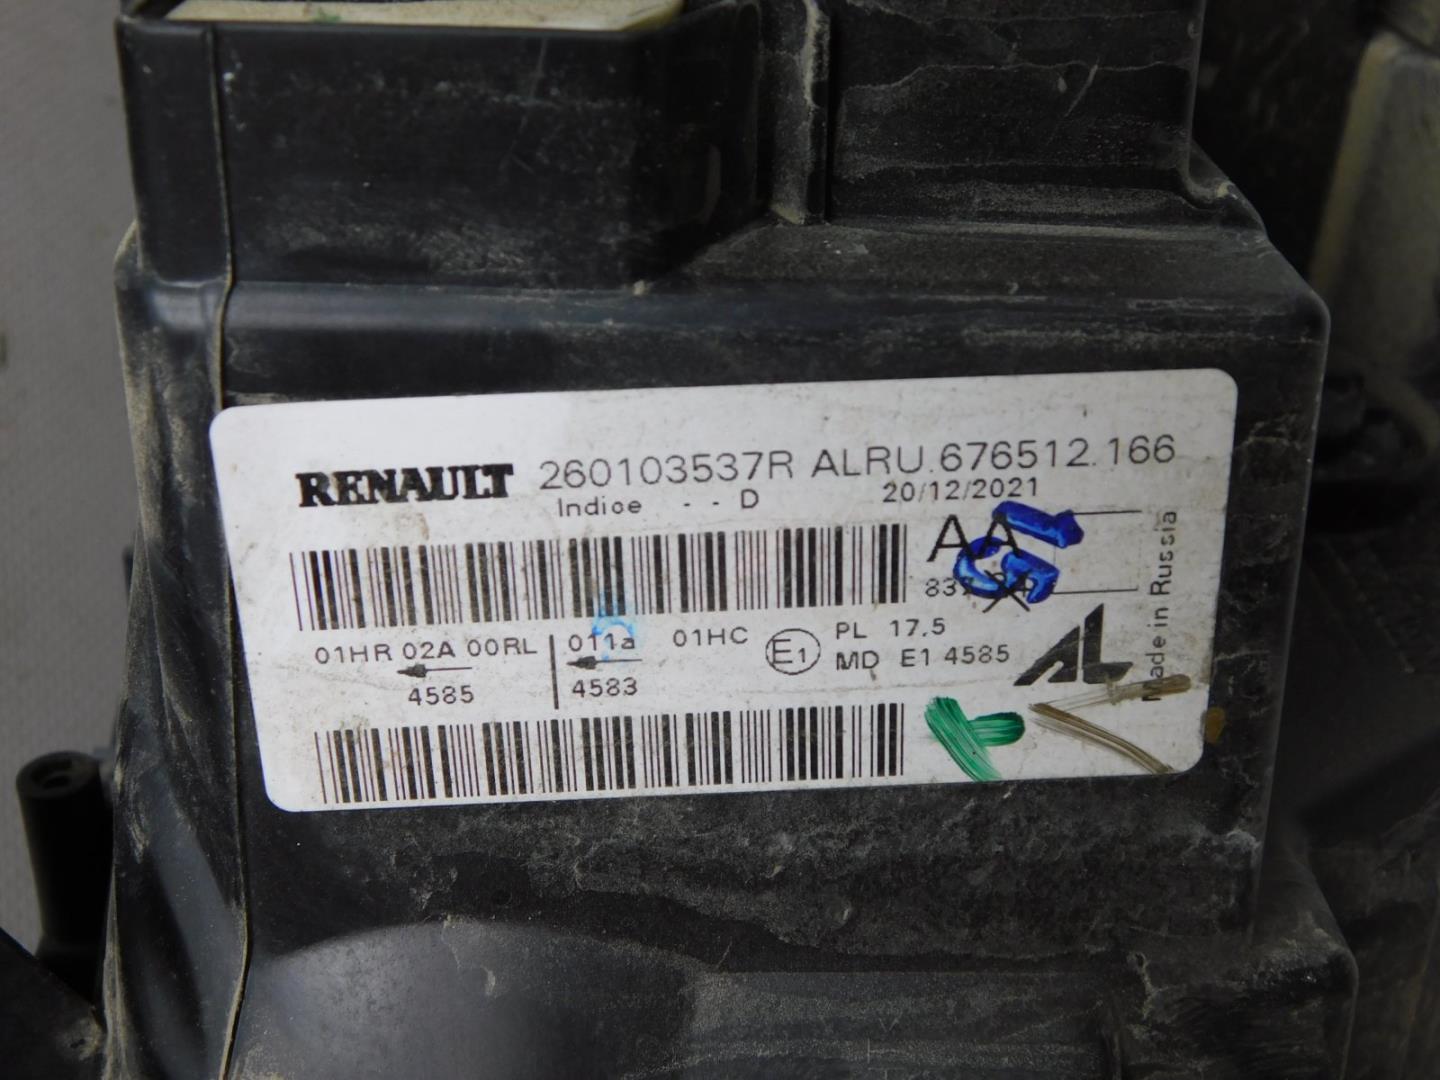 RENAULT 260103537R ALRU.676512.166
Indice - - D 20/12/2021
AA
01HR 02A 00RL 011a 01HC E1 PL 17.5
4585 4583 MD E1 4585
AL
Made in Russia